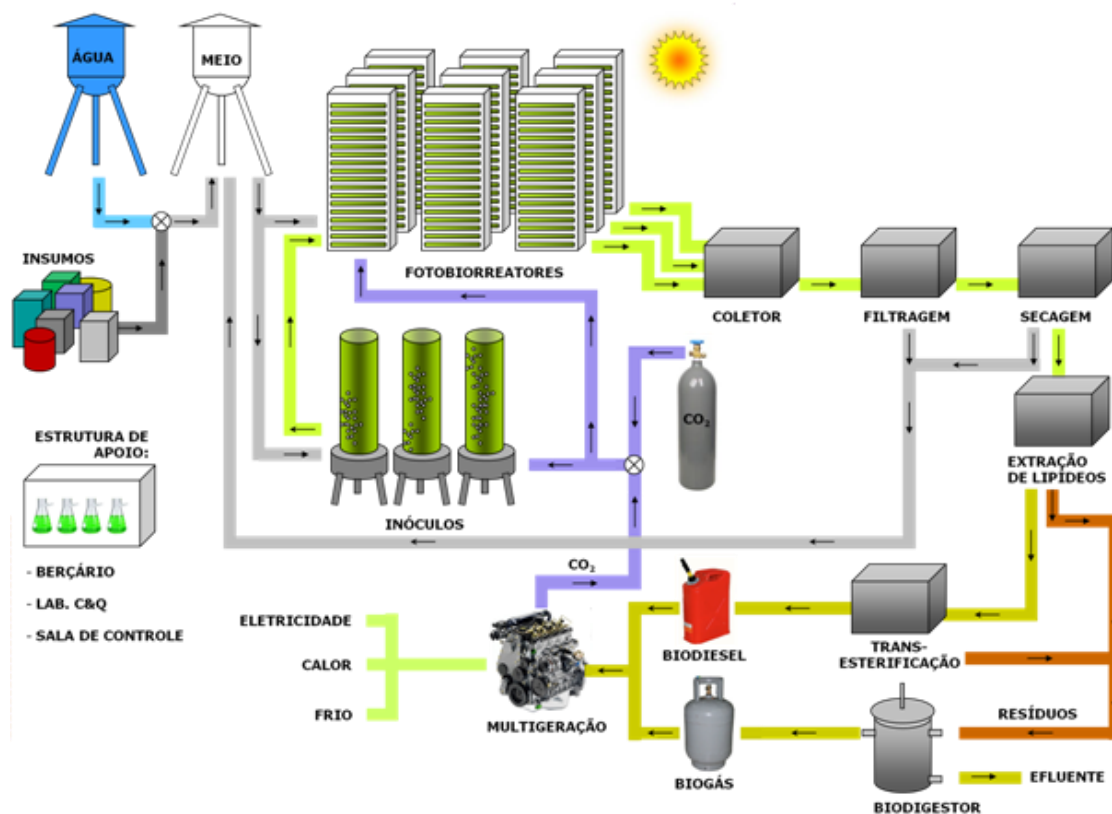 ÁGUA
MEIO
INSUMOS
FOTOBIORREATORES
COLETOR
FILTRAGEM
SECAGEM
CO₂
ESTRUTURA DE
APOIO:
EXTRAÇÃO
DE LIPÍDEOS
INÓCULOS
- BERÇÁRIO
- LAB. C&Q
- SALA DE CONTROLE
CO₂
ELETRICIDADE
CALOR
FRIO
MULTIGERAÇÃO
BIODIESEL
TRANS-
ESTERIFICAÇÃO
BIOGÁS
RESÍDUOS
EFLUENTE
BIODIGESTOR